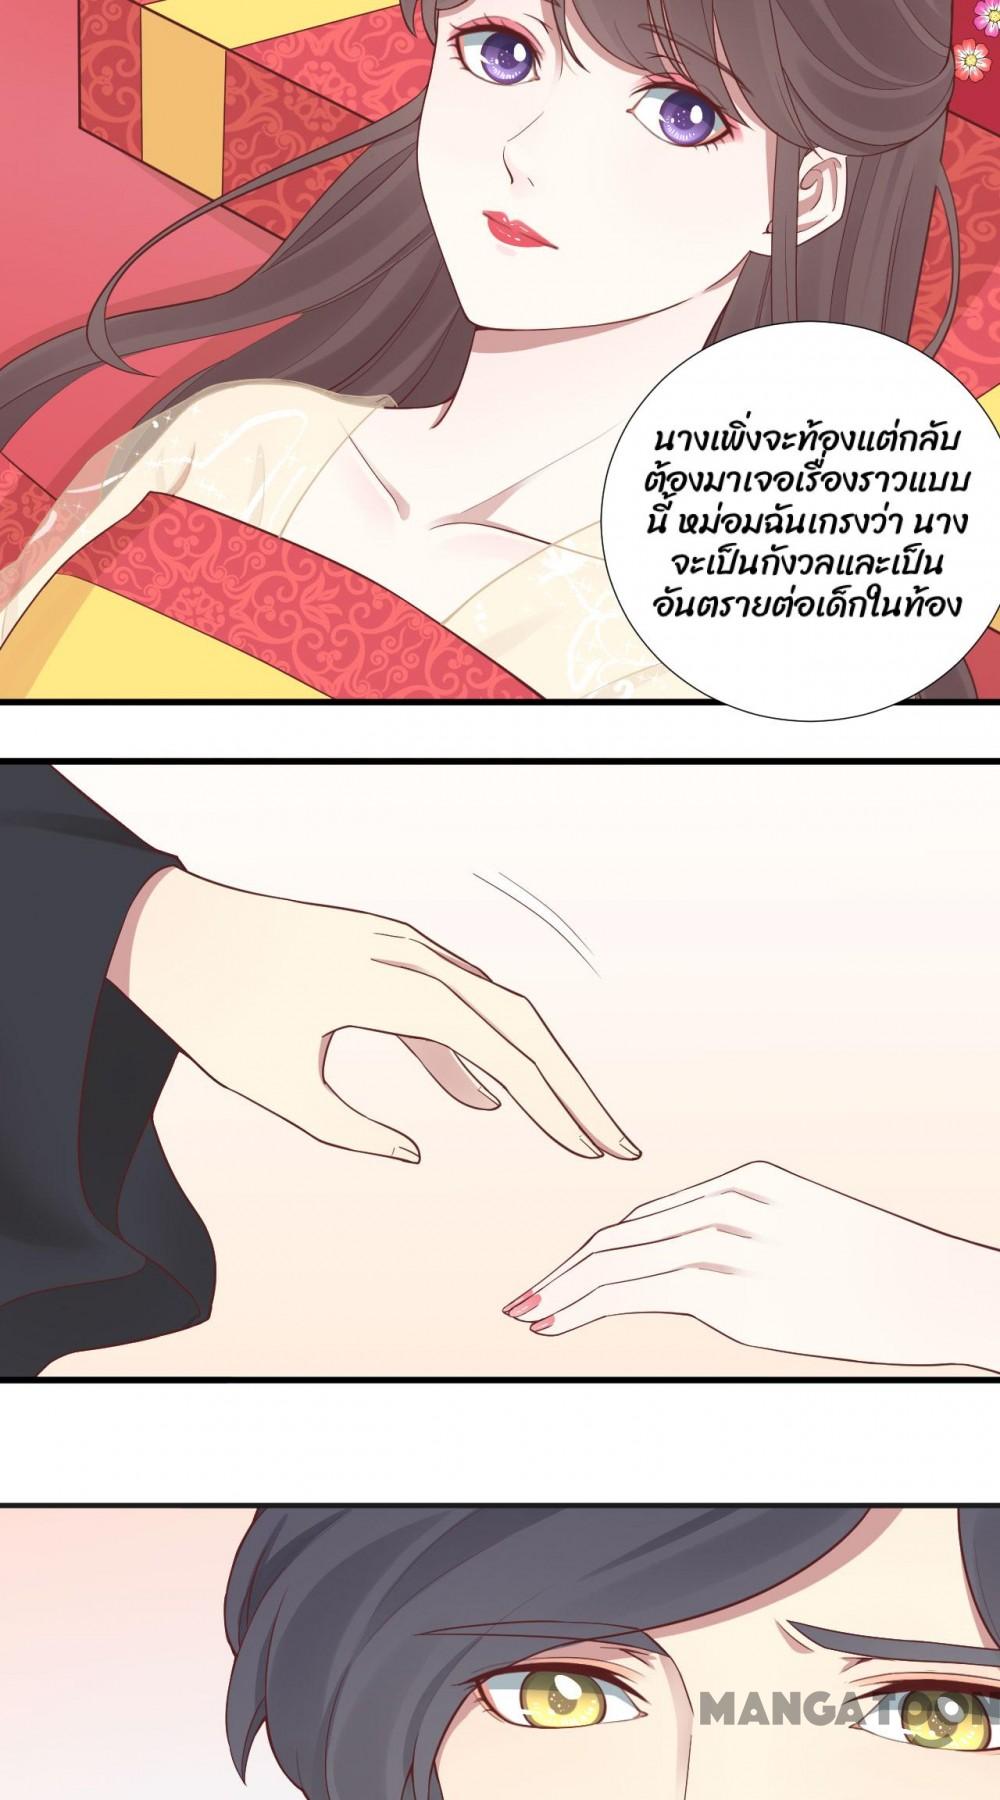 นางเพิ่งจะท้องแต่กลับ
ต้องมาเจอเรื่องราวแบบ
นี้ หม่อมฉันเกรงว่า นาง
จะเป็นกังวลและเป็น
อันตรายต่อเด็กในท้อง
MANGATOON